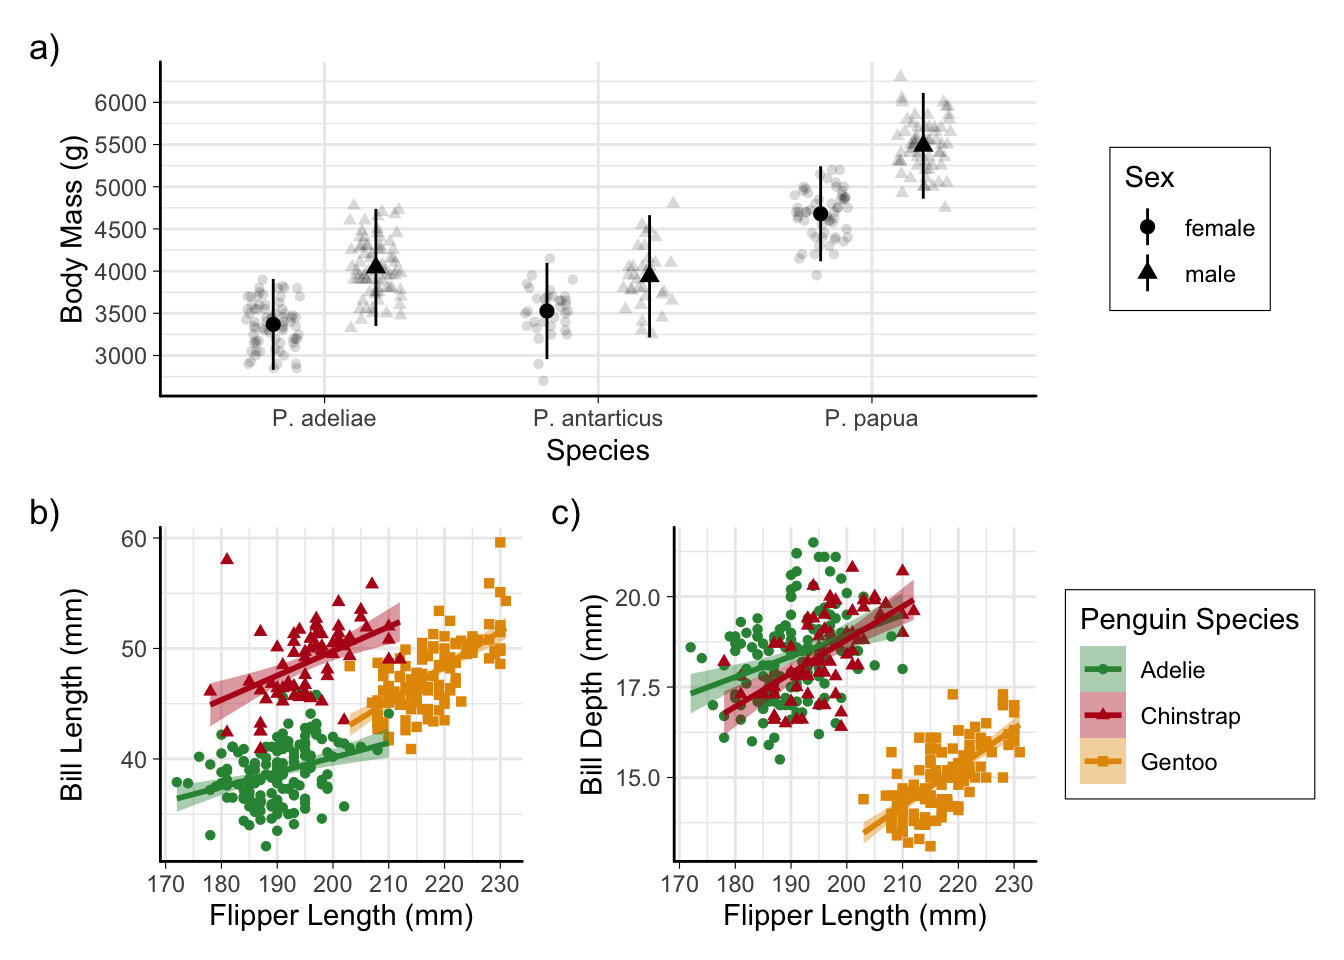 a)
Body Mass (g)
6000
5500
5000
4500
4000
3500
3000
P. adeliae
P. antarticus
P. papua
Species
Sex
female
male
b)
Bill Length (mm)
60
50
40
170 180 190 200 210 220 230
Flipper Length (mm)
c)
Bill Depth (mm)
20.0
17.5
15.0
170 180 190 200 210 220 230
Flipper Length (mm)
Penguin Species
Adelie
Chinstrap
Gentoo